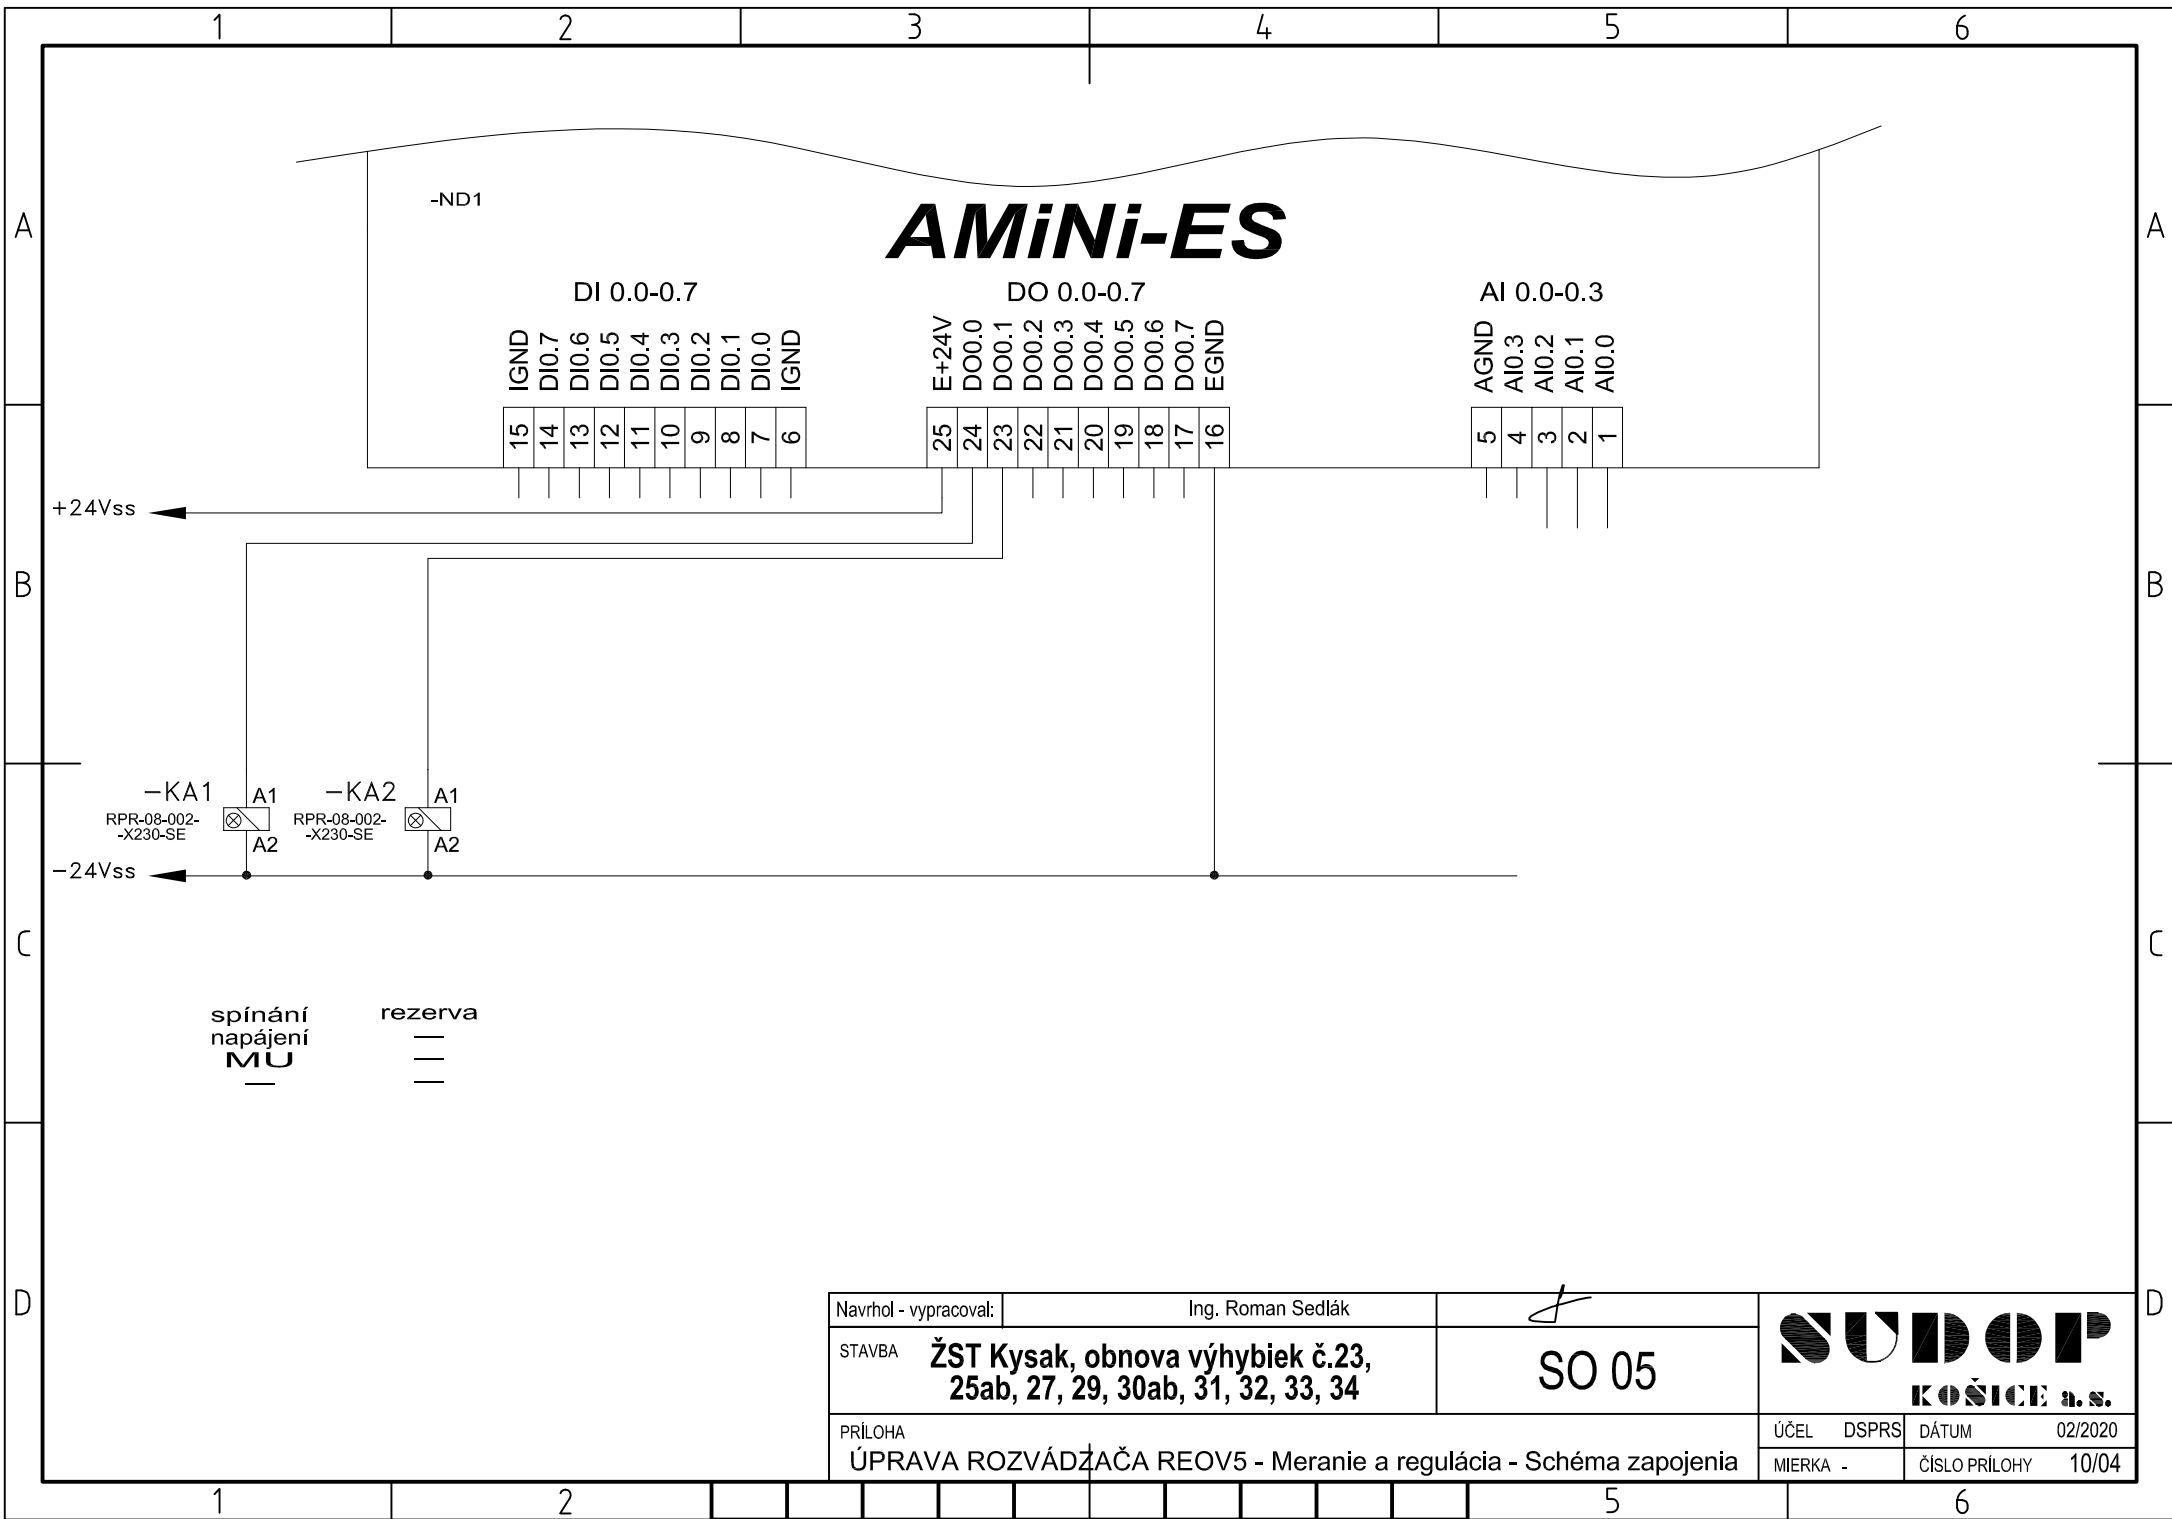 1 2 3 4 5 6
A A
-ND1
AMiNi-ES
DI 0.0-0.7 DO 0.0-0.7 AI 0.0-0.3
IGND DI0.7 DI0.6 DI0.5 DI0.4 DI0.3 DI0.2 DI0.1 DI0.0 IGND
E+24V DO0.0 DO0.1 DO0.2 DO0.3 DO0.4 DO0.5 DO0.6 DO0.7 EGND
AGND AI0.3 AI0.2 AI0.1 AI0.0
15 14 13 12 11 10 9 8 7 6
25 24 23 22 21 20 19 18 17 16
5 4 3 2 1
+24Vss
B B
-KA1 A1 -KA2 A1
RPR-08-002- RPR-08-002-
-X230-SE -X230-SE
A2 A2
-24Vss
C C
spínání
napájení
MU
rezerva
D D
Navrhol - vypracoval: Ing. Roman Sedlák
STAVBA ŽST Kysak, obnova výhybiek č.23,
25ab, 27, 29, 30ab, 31, 32, 33, 34
SO 05
SUDOP
KOŠICE a.s.
PRÍLOHA
ÚPRAVA ROZVÁDZAČA REOV5 - Meranie a regulácia - Schéma zapojenia
ÚČEL DSPRS DÁTUM 02/2020
MIERKA - ČÍSLO PRÍLOHY 10/04
1 2 5 6